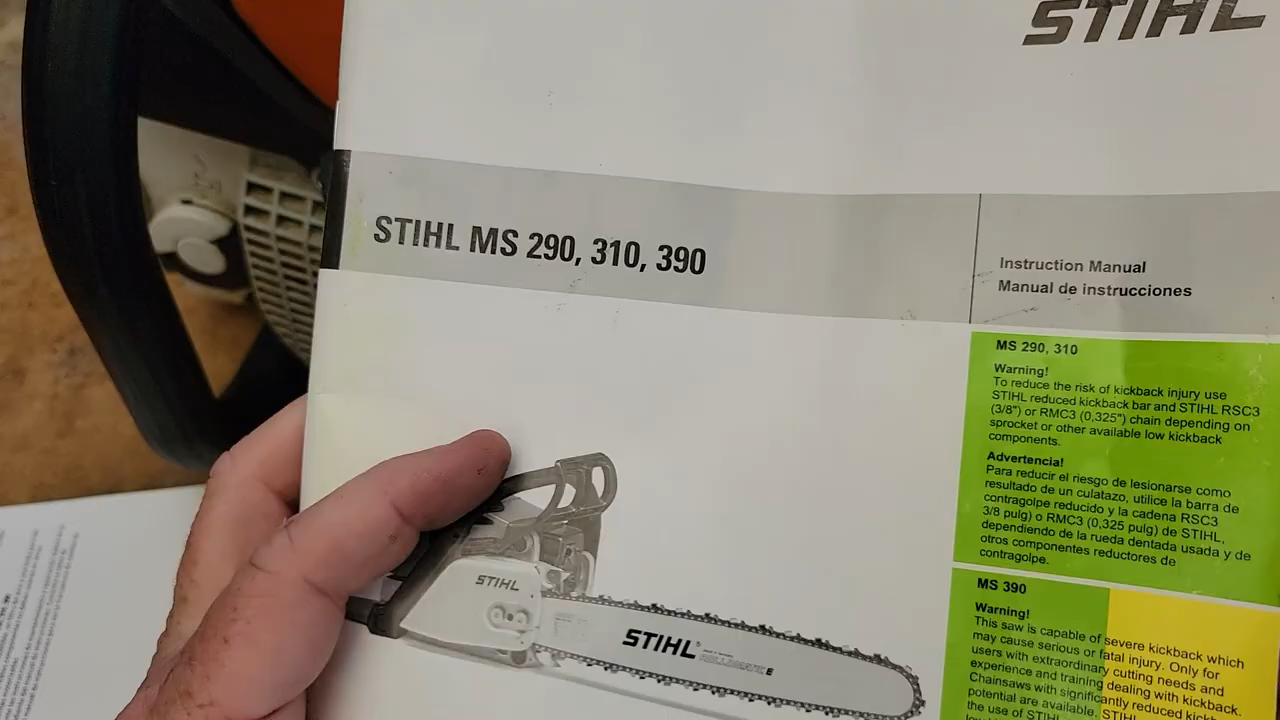 STIHL
STIHL MS 290, 310, 390
Instruction Manual
Manual de instrucciones
MS 290, 310
Warning!
To reduce the risk of kickback injury use
STIHL reduced kickback bar and STIHL RSC3
(3/8") or RMC3 (0,325") chain depending on
sprocket or other available low kickback
components.
Advertencia!
Para reducir el riesgo de lesionarse como
resultado de un culatazo, utilice la barra de
contragolpe reducido y la cadena RSC3
3/8 pulg) o RMC3 (0,325 pulg) de STIHL,
dependiendo de la rueda dentada usada y de
otros componentes reductores de
contragolpe.
MS 390
Warning!
This saw is capable of severe kickback which
may cause serious or fatal injury. Only for
users with extraordinary cutting needs and
experience and training dealing with kickback.
Chainsaws with significantly reduced kickback
potential are available. STIHL
the use of STIHL
STIHL
STIHL®